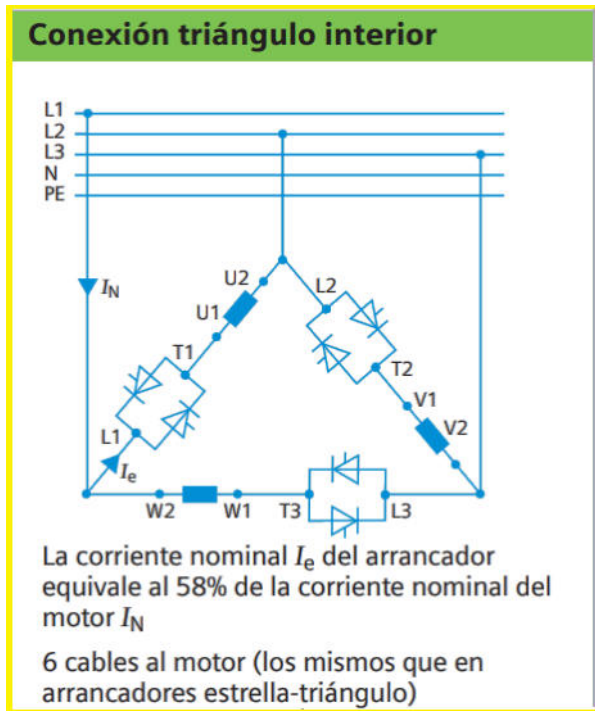 Conexión triángulo interior
L1
L2
L3
N
PE
IN
U2
L2
U1
T1
T2
V1
L1
V2
Ie
W2 W1 T3 L3
La corriente nominal Ie del arrancador
equivale al 58% de la corriente nominal del
motor IN
6 cables al motor (los mismos que en
arrancadores estrella-triángulo)